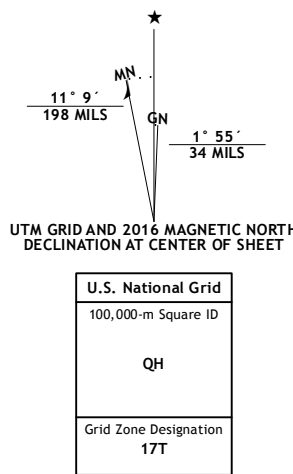 ★
MN
GN
11° 9´
198 MILS
1° 55´
34 MILS
UTM GRID AND 2016 MAGNETIC NORTH
DECLINATION AT CENTER OF SHEET
U.S. National Grid
100,000-m Square ID
QH
Grid Zone Designation
17T